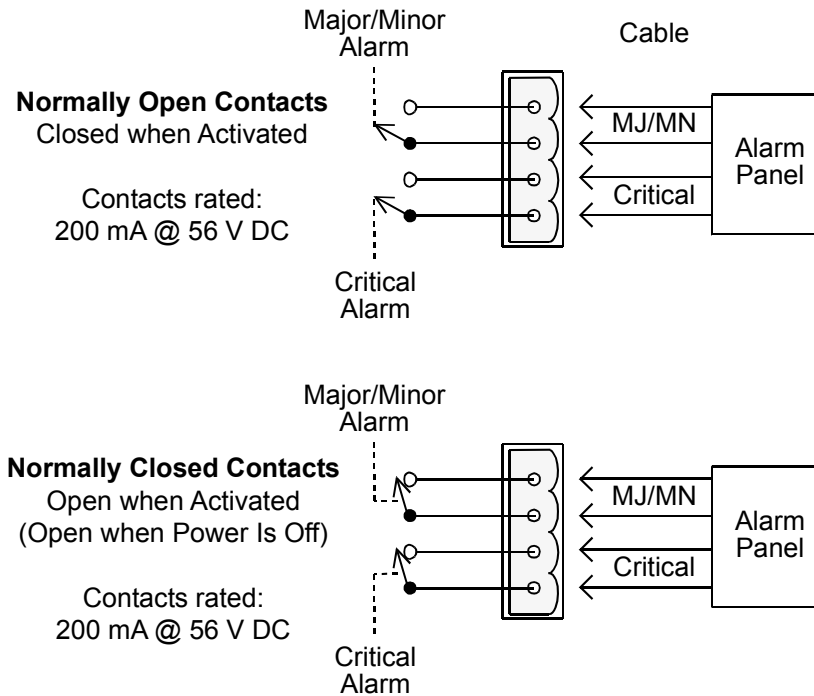 Major/Minor
Alarm
Cable
Normally Open Contacts
Closed when Activated
Contacts rated:
200 mA @ 56 V DC
MJ/MN
Critical
Alarm
Panel
Critical
Alarm
Major/Minor
Alarm
Normally Closed Contacts
Open when Activated
(Open when Power Is Off)
Contacts rated:
200 mA @ 56 V DC
MJ/MN
Critical
Alarm
Panel
Critical
Alarm